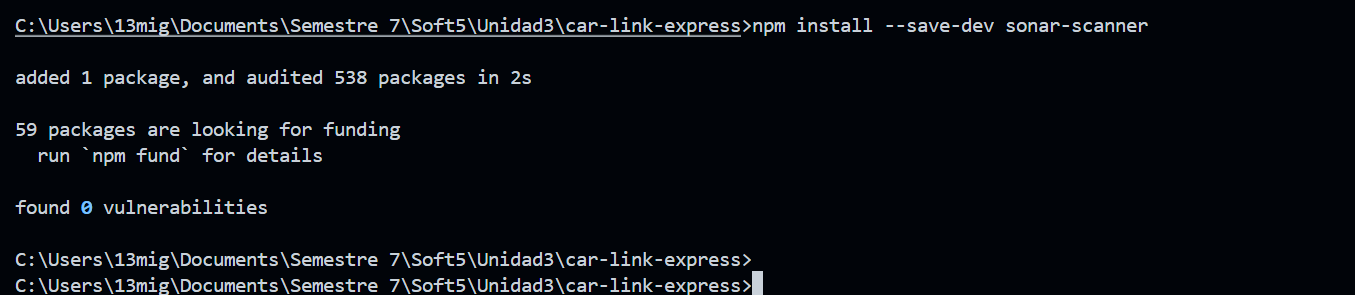 C:\Users\13mig\Documents\Semestre 7\Soft5\Unidad3\car-link-express>npm install --save-dev sonar-scanner
added 1 package, and audited 538 packages in 2s
59 packages are looking for funding
  run `npm fund` for details
found 0 vulnerabilities
C:\Users\13mig\Documents\Semestre 7\Soft5\Unidad3\car-link-express>
C:\Users\13mig\Documents\Semestre 7\Soft5\Unidad3\car-link-express>